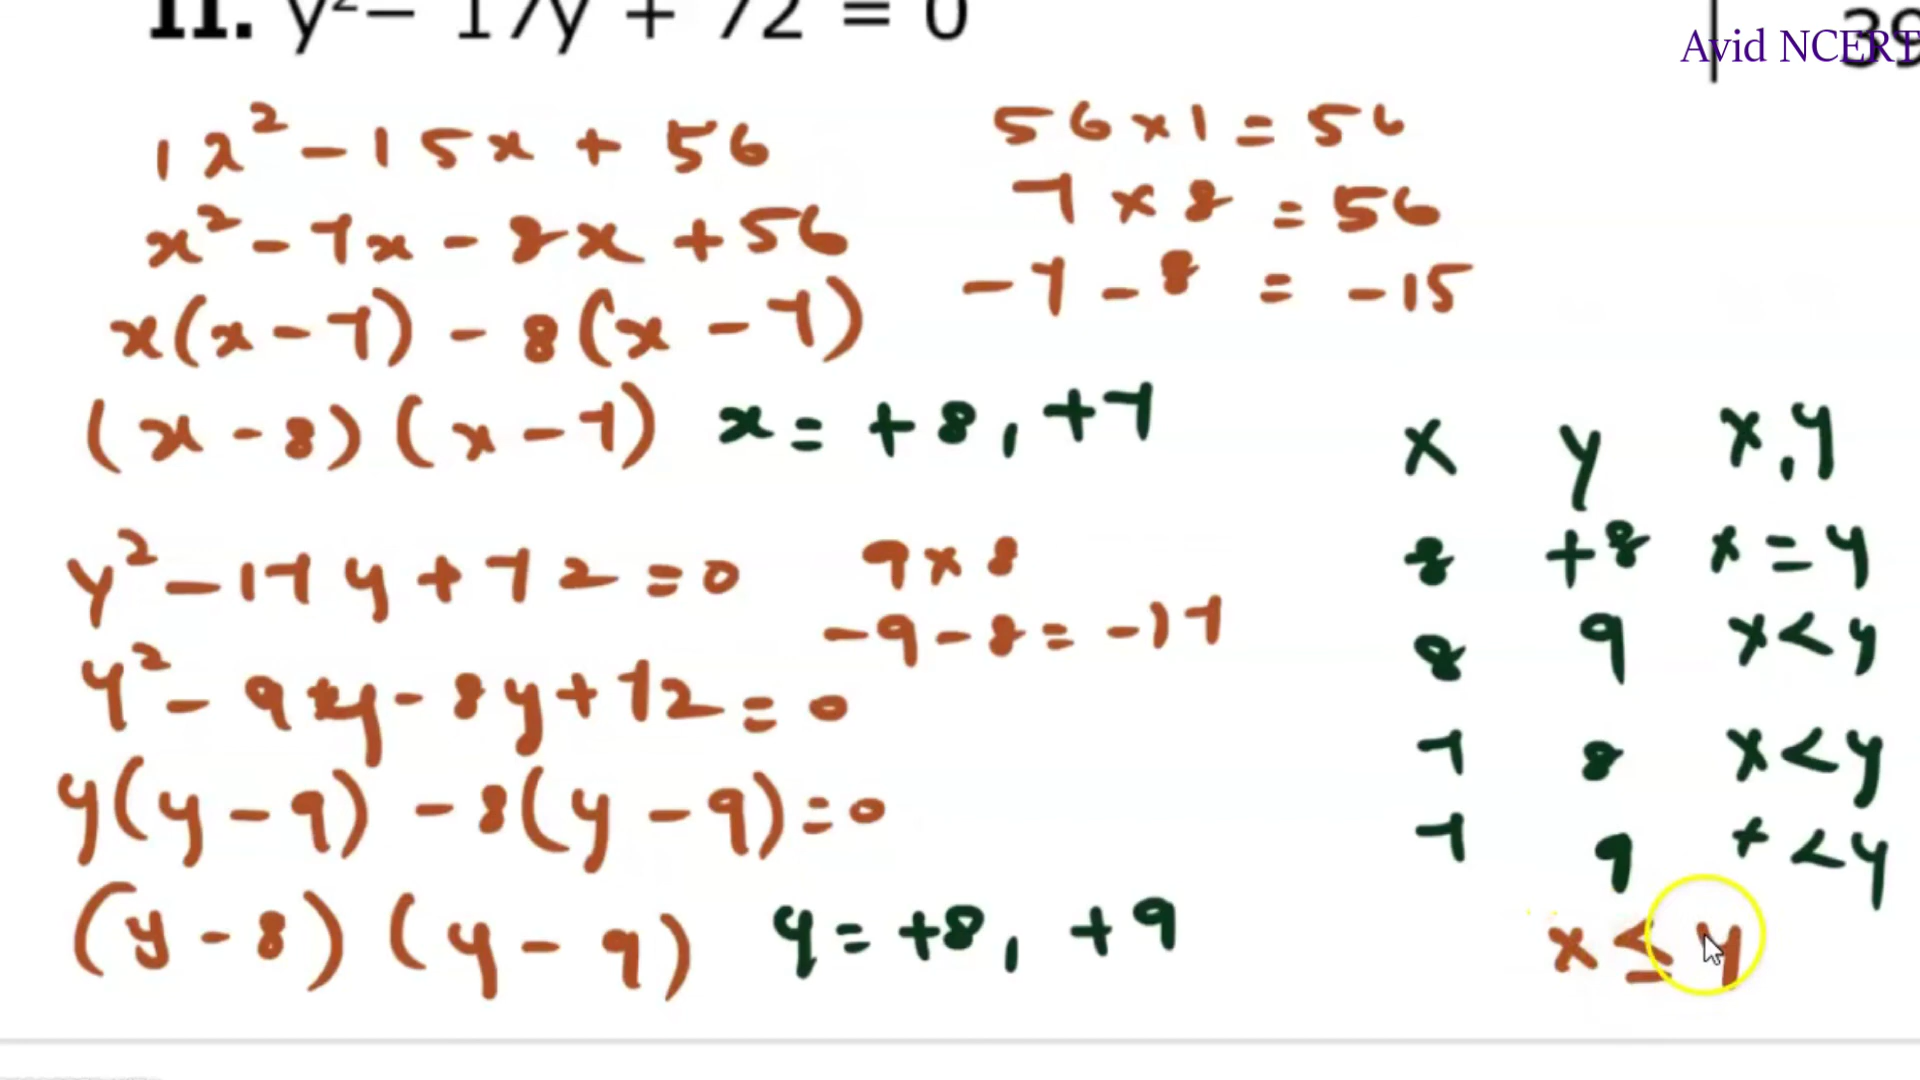 II. y²− 17y + 72 = 0
39
Avid NCERT
1x² - 15x + 56
56 x 1 = 56
x² - 7x - 8x + 56
7 x 8 = 56
x(x - 7) - 8(x - 7)
-7 - 8 = -15
(x - 8) (x - 7) x = +8, +7
x y x,y
y² - 17y + 72 = 0
9 x 8
8 +8 x = y
-9 - 8 = -17
8 9 x < y
y² - 9y - 8y + 72 = 0
7 8 x < y
y(y - 9) - 8(y - 9) = 0
7 9 x < y
(y - 8) (y - 9) y = +8, +9
x ≤ y